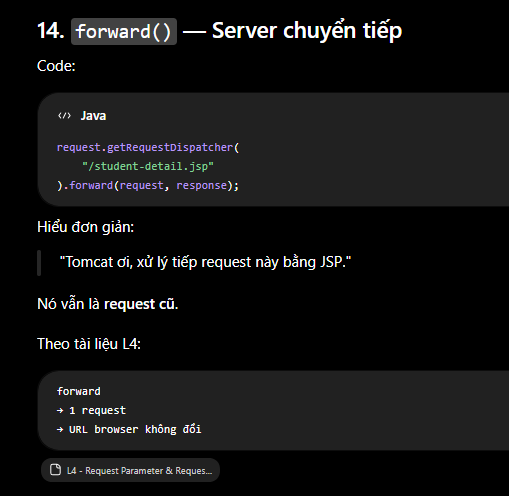 14. forward() — Server chuyển tiếp
Code:
</> Java
request.getRequestDispatcher(
"/student-detail.jsp"
).forward(request, response);
Hiểu đơn giản:
"Tomcat ơi, xử lý tiếp request này bằng JSP."
Nó vẫn là request cũ.
Theo tài liệu L4:
forward
→ 1 request
→ URL browser không đổi
L4 - Request Parameter & Reques...